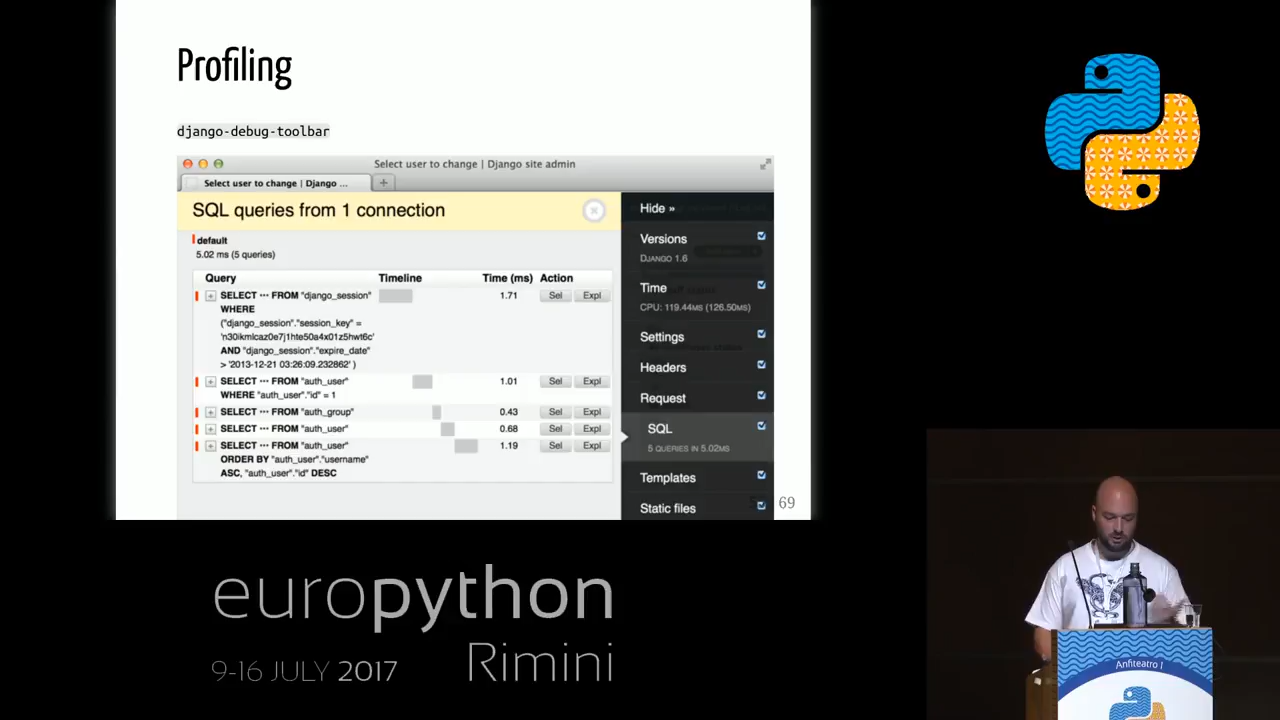 Profiling
django-debug-toolbar
Select user to change | Django site admin
Select user to change | Django ...
+
SQL queries from 1 connection
default
5.02 ms (5 queries)
Query Timeline Time (ms) Action
+ SELECT ••• FROM "django_session" 1.71 Sel Expl
WHERE
("django_session"."session_key" =
'n30ikmlcaz0e7j1hte50a4x01z5hwt6c'
AND "django_session"."expire_date"
> '2013-12-21 03:26:09.232862' )
+ SELECT ••• FROM "auth_user" 1.01 Sel Expl
WHERE "auth_user"."id" = 1
+ SELECT ••• FROM "auth_group" 0.43 Sel Expl
+ SELECT ••• FROM "auth_user" 0.68 Sel Expl
+ SELECT ••• FROM "auth_user" 1.19 Sel Expl
ORDER BY "auth_user"."username"
ASC, "auth_user"."id" DESC
Hide »
Versions
DJANGO 1.6
Time
CPU: 119.44MS (126.50MS)
Settings
Headers
Request
SQL
5 QUERIES IN 5.02MS
Templates
Static files
69
europython
9-16 JULY 2017 Rimini
Anfiteatro 1